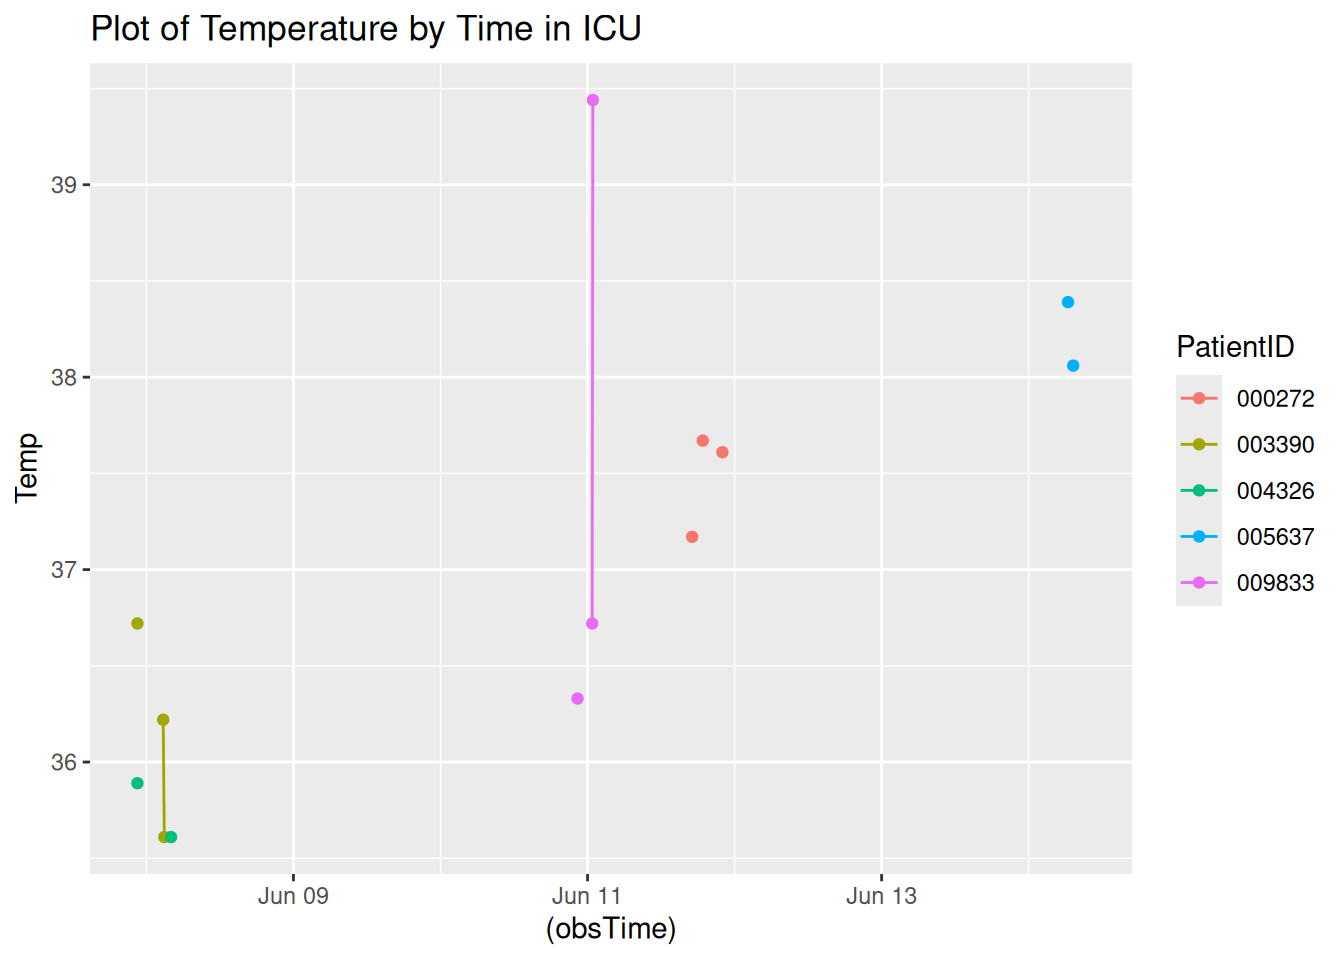 Plot of Temperature by Time in ICU
39
38
37
36
Temp
Jun 09
Jun 11
Jun 13
(obsTime)
PatientID
000272
003390
004326
005637
009833